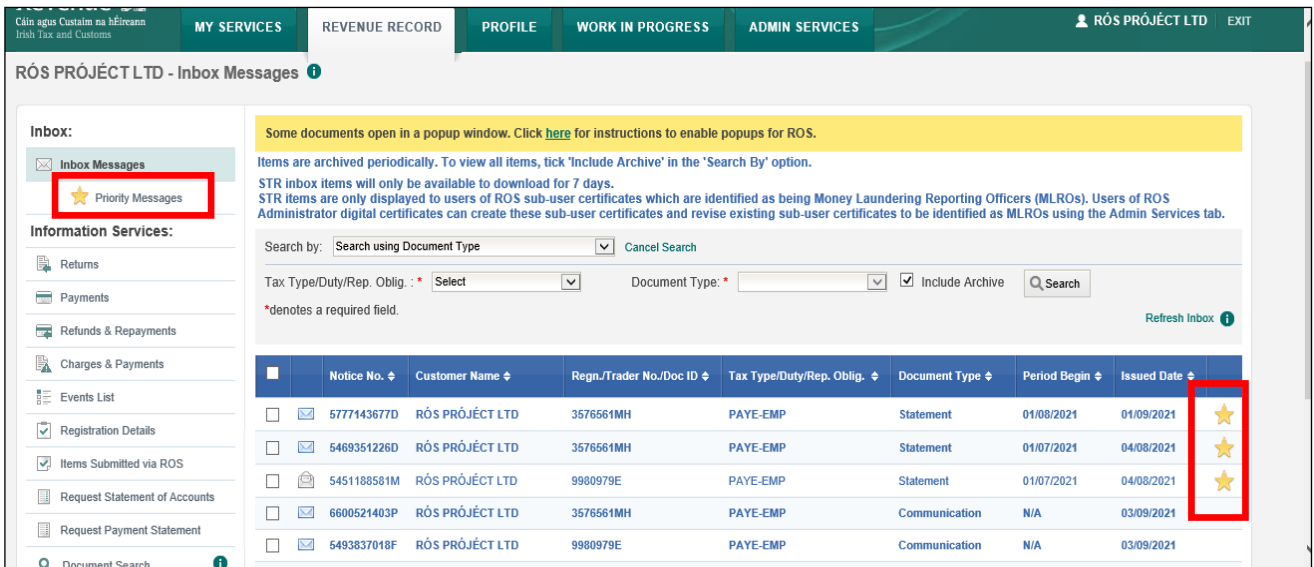 Cáin agus Custaim na hÉireann
Irish Tax and Customs
MY SERVICES REVENUE RECORD PROFILE WORK IN PROGRESS ADMIN SERVICES RÓS PRÓJÉCT LTD EXIT
RÓS PRÓJÉCT LTD - Inbox Messages
Inbox:
Inbox Messages
Priority Messages
Information Services:
Returns
Payments
Refunds & Repayments
Charges & Payments
Events List
Registration Details
Items Submitted via ROS
Request Statement of Accounts
Request Payment Statement
Document Search
Some documents open in a popup window. Click here for instructions to enable popups for ROS.
Items are archived periodically. To view all items, tick 'Include Archive' in the 'Search By' option.
STR inbox items will only be available to download for 7 days.
STR items are only displayed to users of ROS sub-user certificates which are identified as being Money Laundering Reporting Officers (MLROs). Users of ROS
Administrator digital certificates can create these sub-user certificates and revise existing sub-user certificates to be identified as MLROs using the Admin Services tab.
Search by: Search using Document Type Cancel Search
Tax Type/Duty/Rep. Oblig. : * Select Document Type: * Include Archive Search
*denotes a required field.
Refresh Inbox
Notice No. Customer Name Regn./Trader No./Doc ID Tax Type/Duty/Rep. Oblig. Document Type Period Begin Issued Date
5777143677D RÓS PRÓJÉCT LTD 3576561MH PAYE-EMP Statement 01/08/2021 01/09/2021
5469351226D RÓS PRÓJÉCT LTD 3576561MH PAYE-EMP Statement 01/07/2021 04/08/2021
5451188581M RÓS PRÓJÉCT LTD 9980979E PAYE-EMP Statement 01/07/2021 04/08/2021
6600521403P RÓS PRÓJÉCT LTD 3576561MH PAYE-EMP Communication N/A 03/09/2021
5493837018F RÓS PRÓJÉCT LTD 9980979E PAYE-EMP Communication N/A 03/09/2021